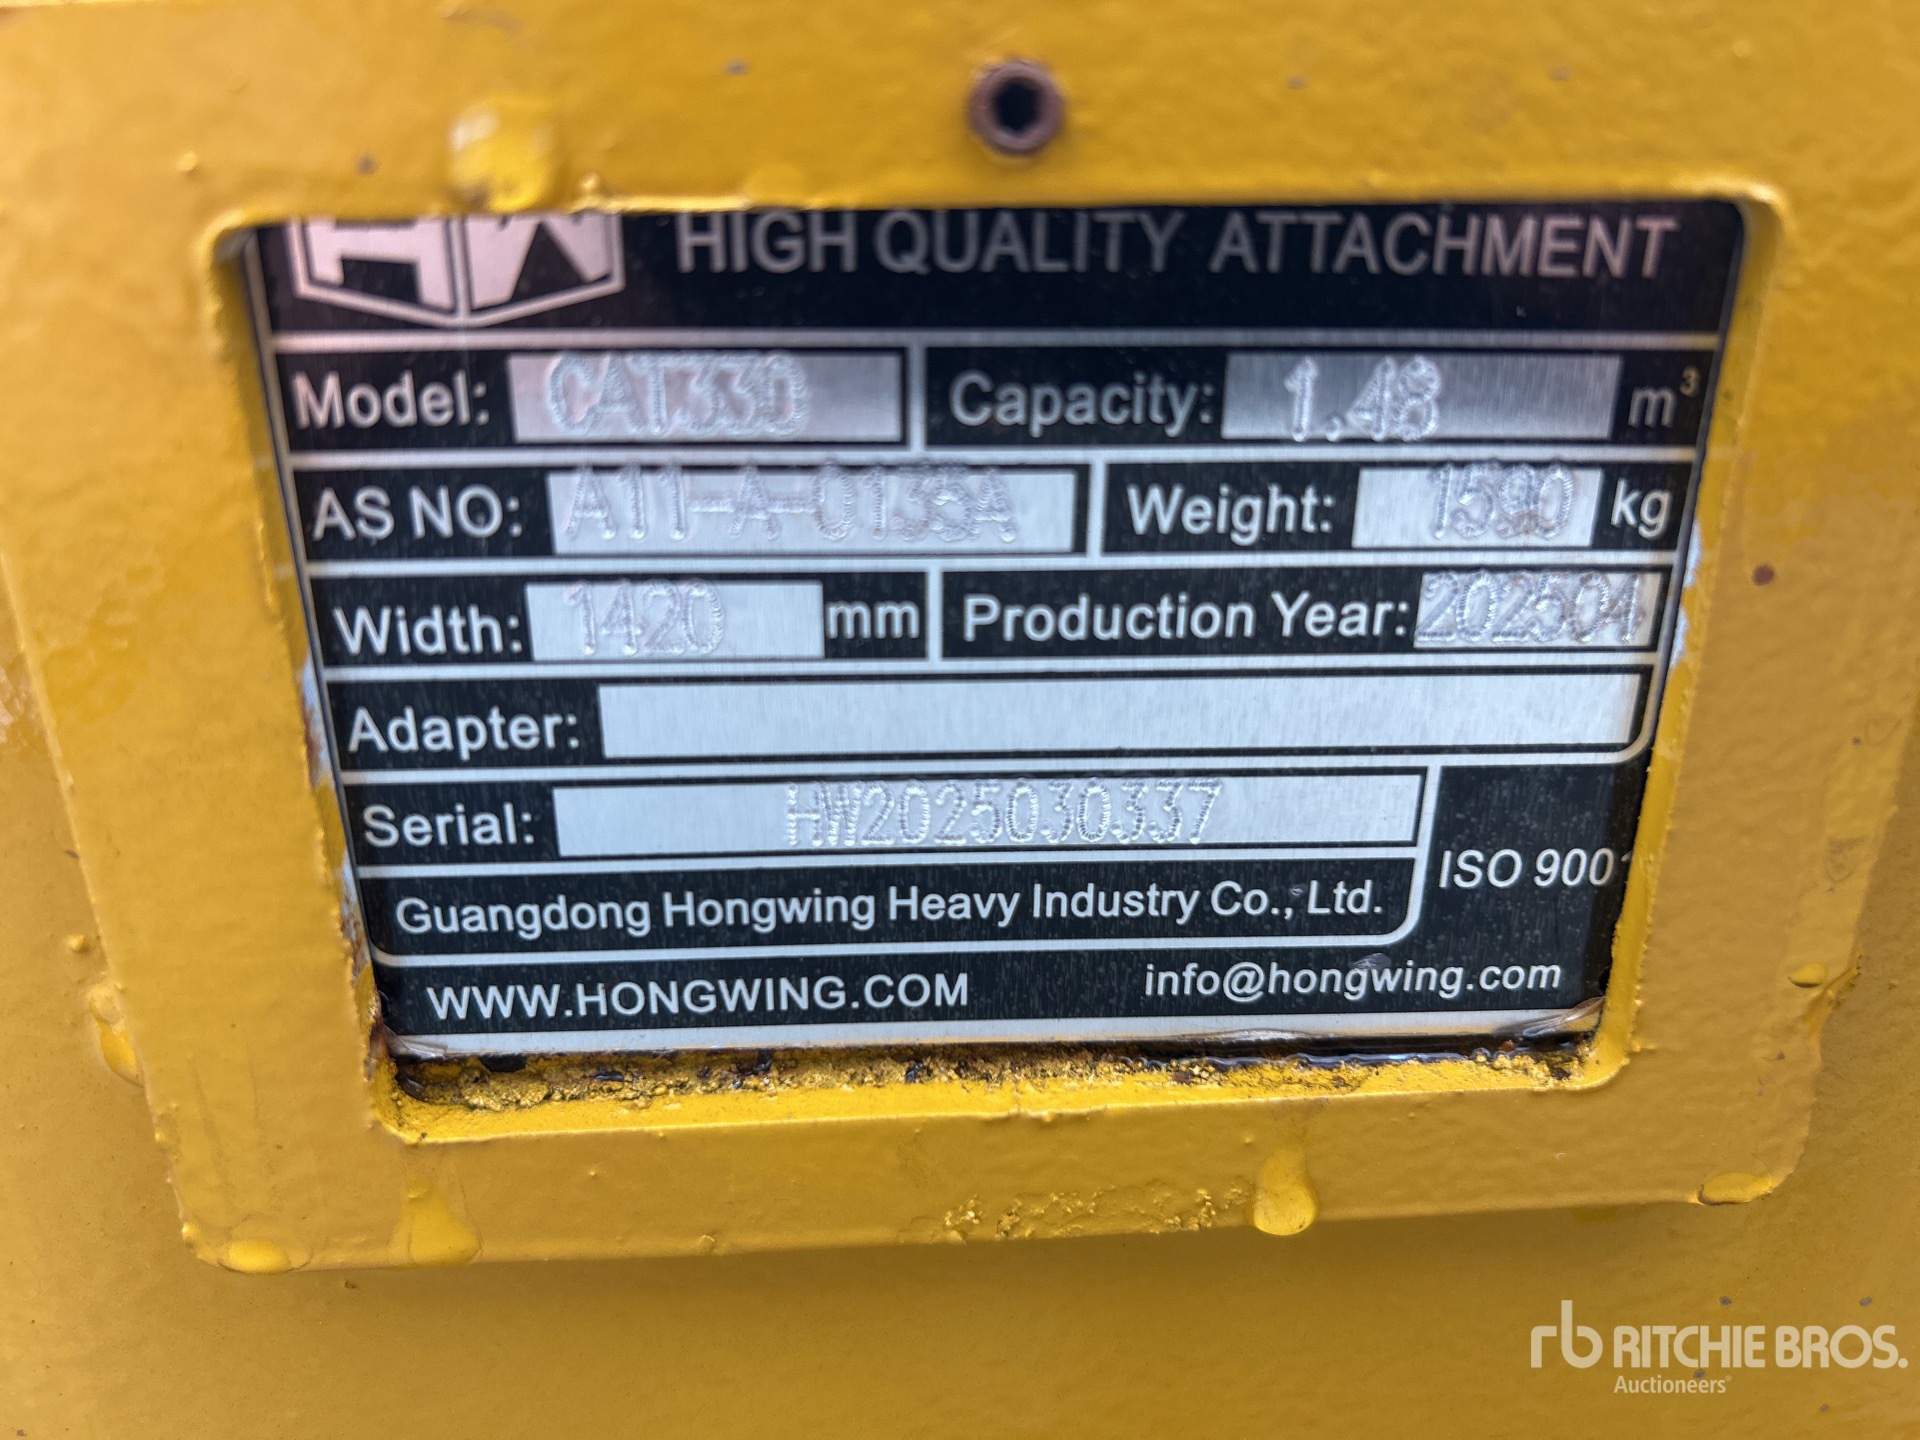 HW HIGH QUALITY ATTACHMENT
Model: CAT330 Capacity: 1.48 m³
AS NO: A11-A-0135A Weight: 1590 kg
Width: 1420 mm Production Year: 202504
Adapter:
Serial: HW2025030337
Guangdong Hongwing Heavy Industry Co., Ltd. ISO 9001
WWW.HONGWING.COM info@hongwing.com
rb RITCHIE BROS.
Auctioneers